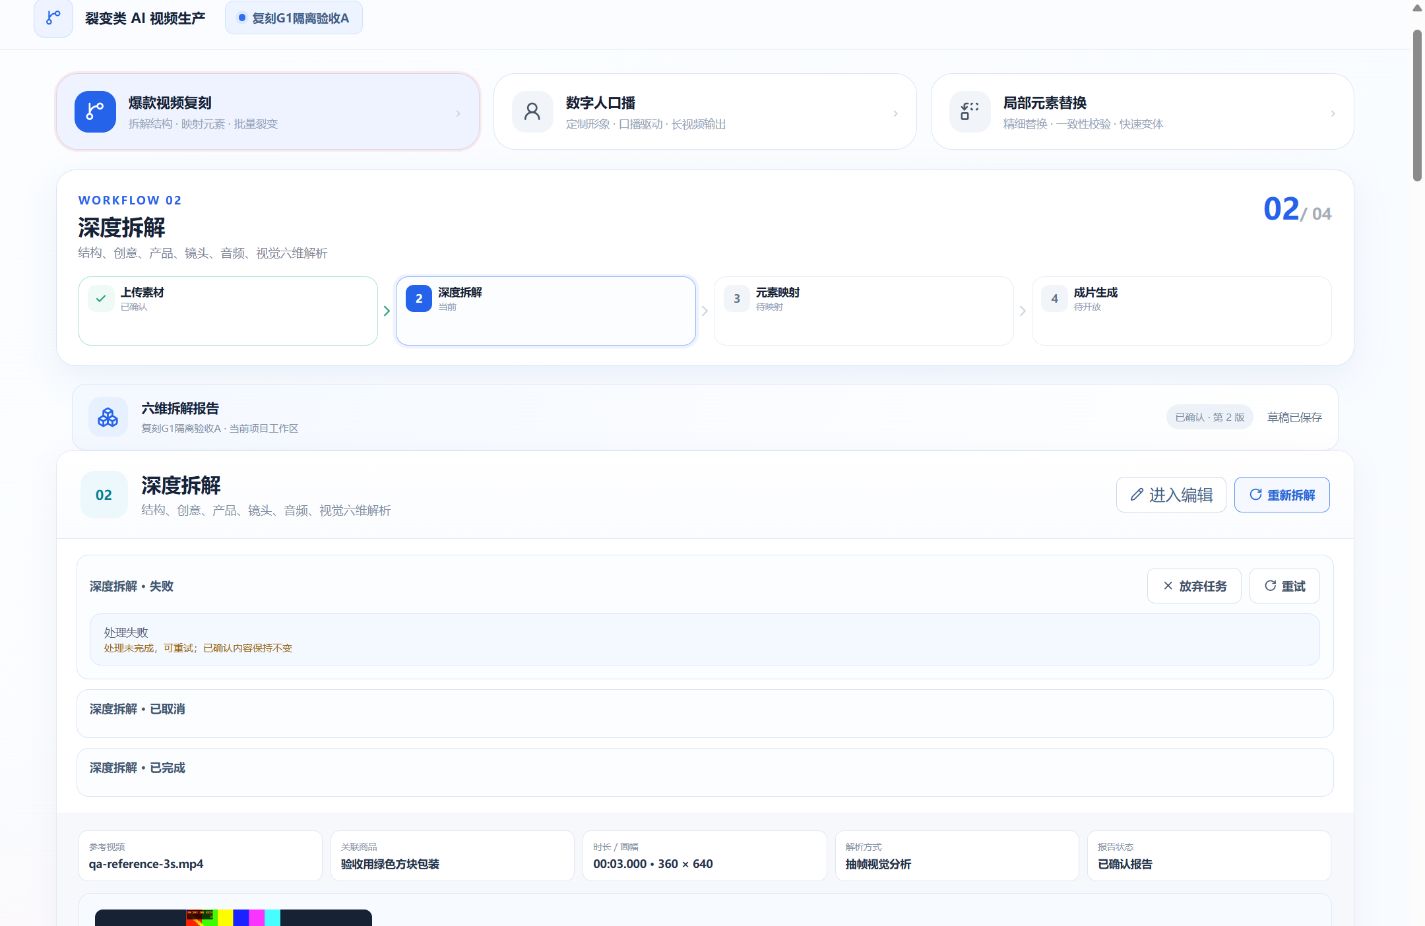 裂变类 AI 视频生产
复刻G1隔离验收A
爆款视频复刻
拆解结构 · 映射元素 · 批量裂变
数字人口播
定制形象 · 口播驱动 · 长视频输出
局部元素替换
精细替换 · 一致性校验 · 快速变体
WORKFLOW 02
深度拆解
结构、创意、产品、镜头、音频、视觉六维解析
02 / 04
上传素材
已确认
2
深度拆解
当前
3
元素映射
待映射
4
成片生成
待开放
六维拆解报告
复刻G1隔离验收A · 当前项目工作区
已确认 · 第 2 版
草稿已保存
02
深度拆解
结构、创意、产品、镜头、音频、视觉六维解析
进入编辑
重新拆解
深度拆解 • 失败
放弃任务
重试
处理失败
处理未完成，可重试；已确认内容保持不变
深度拆解 • 已取消
深度拆解 • 已完成
参考视频
qa-reference-3s.mp4
关联商品
验收用绿色方块包装
时长 / 画幅
00:03.000 • 360 × 640
解析方式
抽帧视觉分析
报告状态
已确认报告